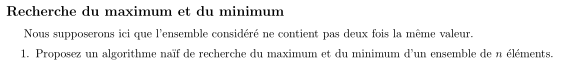 Recherche du maximum et du minimum
Nous supposerons ici que l'ensemble considéré ne contient pas deux fois la même valeur.
1. Proposez un algorithme naïf de recherche du maximum et du minimum d'un ensemble de n éléments.